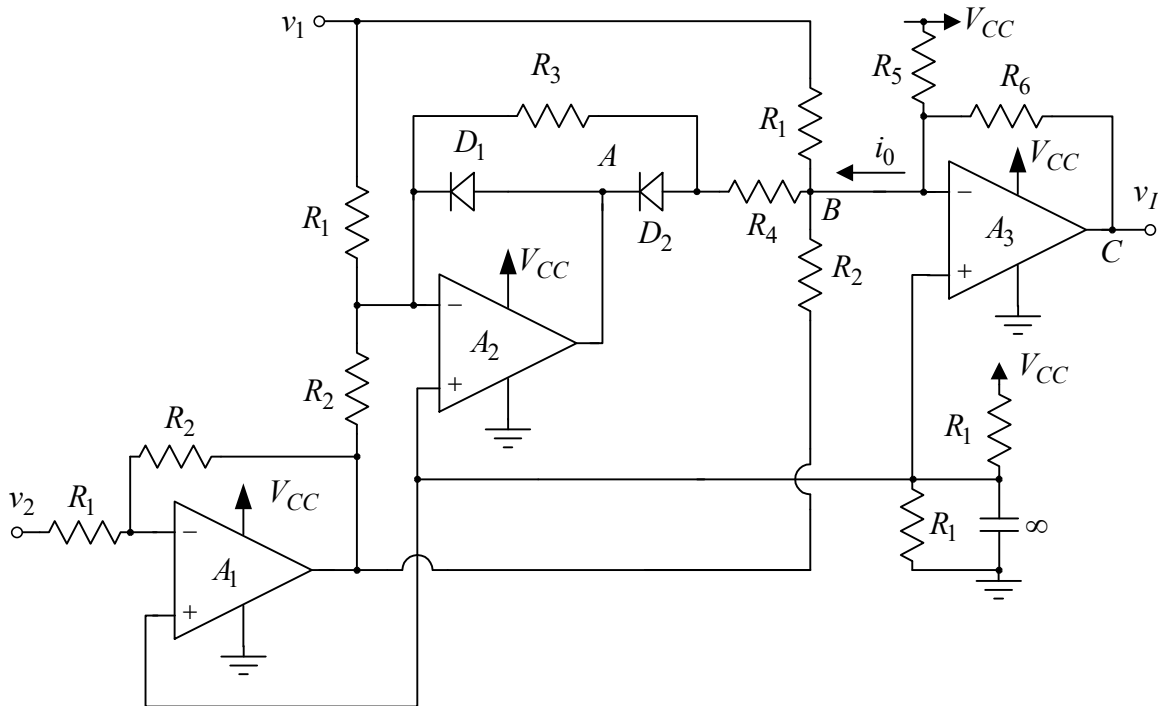 v1
VCC
R3
R5
R6
D1
A
R1
i0
VCC
vI
R1
D2
R4
B
A3
C
VCC
R2
A2
VCC
R2
R2
R1
v2
R1
VCC
R1
∞
A1
−
+
−
+
−
+